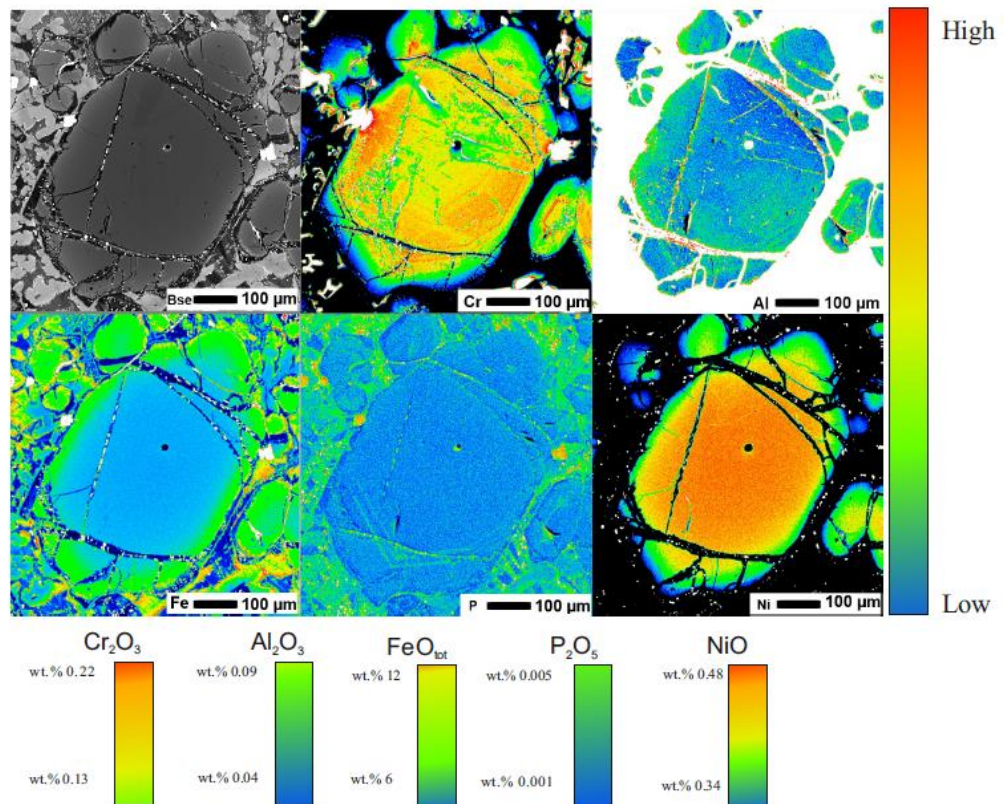 High
Bse 100 µm
Cr 100 µm
Al 100 µm
Fe 100 µm
P 100 µm
Ni 100 µm
Low
Cr₂O₃ Al₂O₃ FeOtot P₂O₅ NiO
wt.% 0.22 wt.% 0.09 wt.% 12 wt.% 0.005 wt.% 0.48
wt.% 0.13 wt.% 0.04 wt.% 6 wt.% 0.001 wt.% 0.34